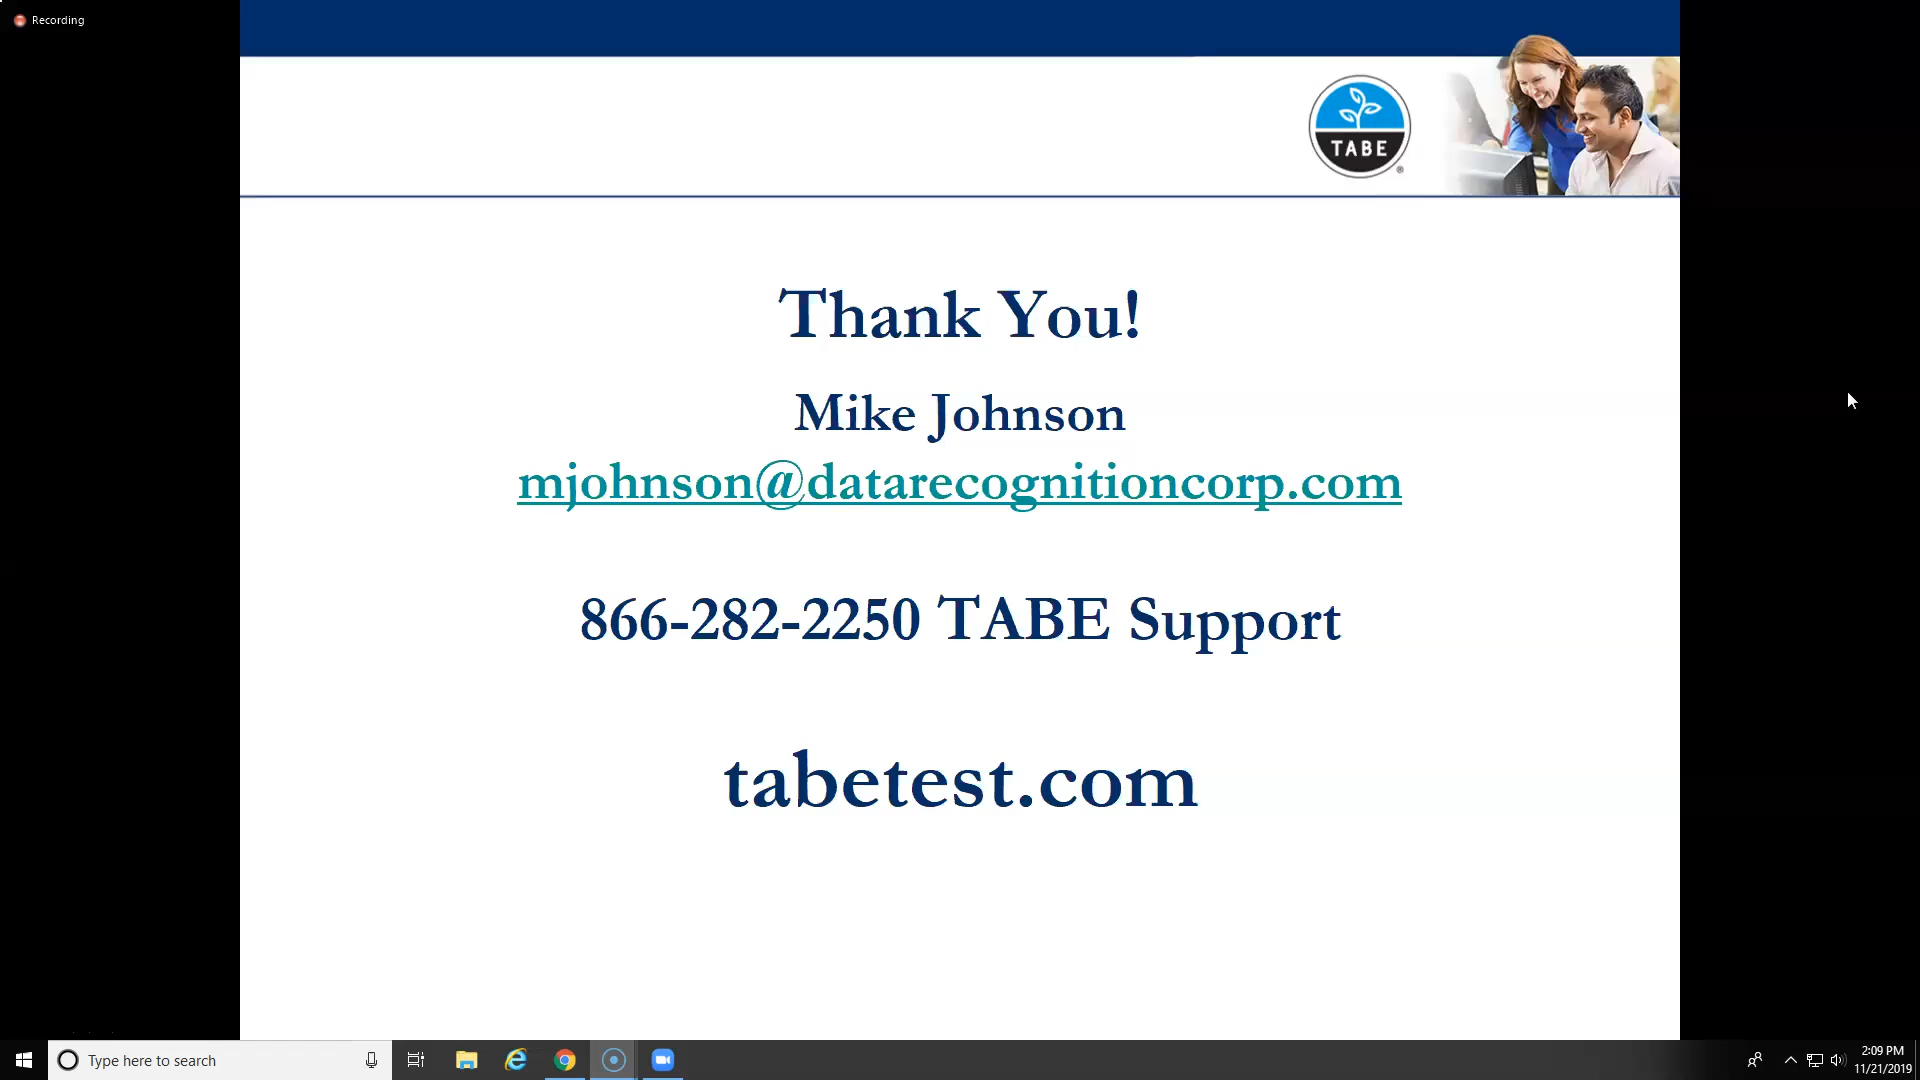 Recording
TABE
®
Thank You!
Mike Johnson
mjohnson@datarecognitioncorp.com
866-282-2250 TABE Support
tabetest.com
Type here to search
2:09 PM
11/21/2019